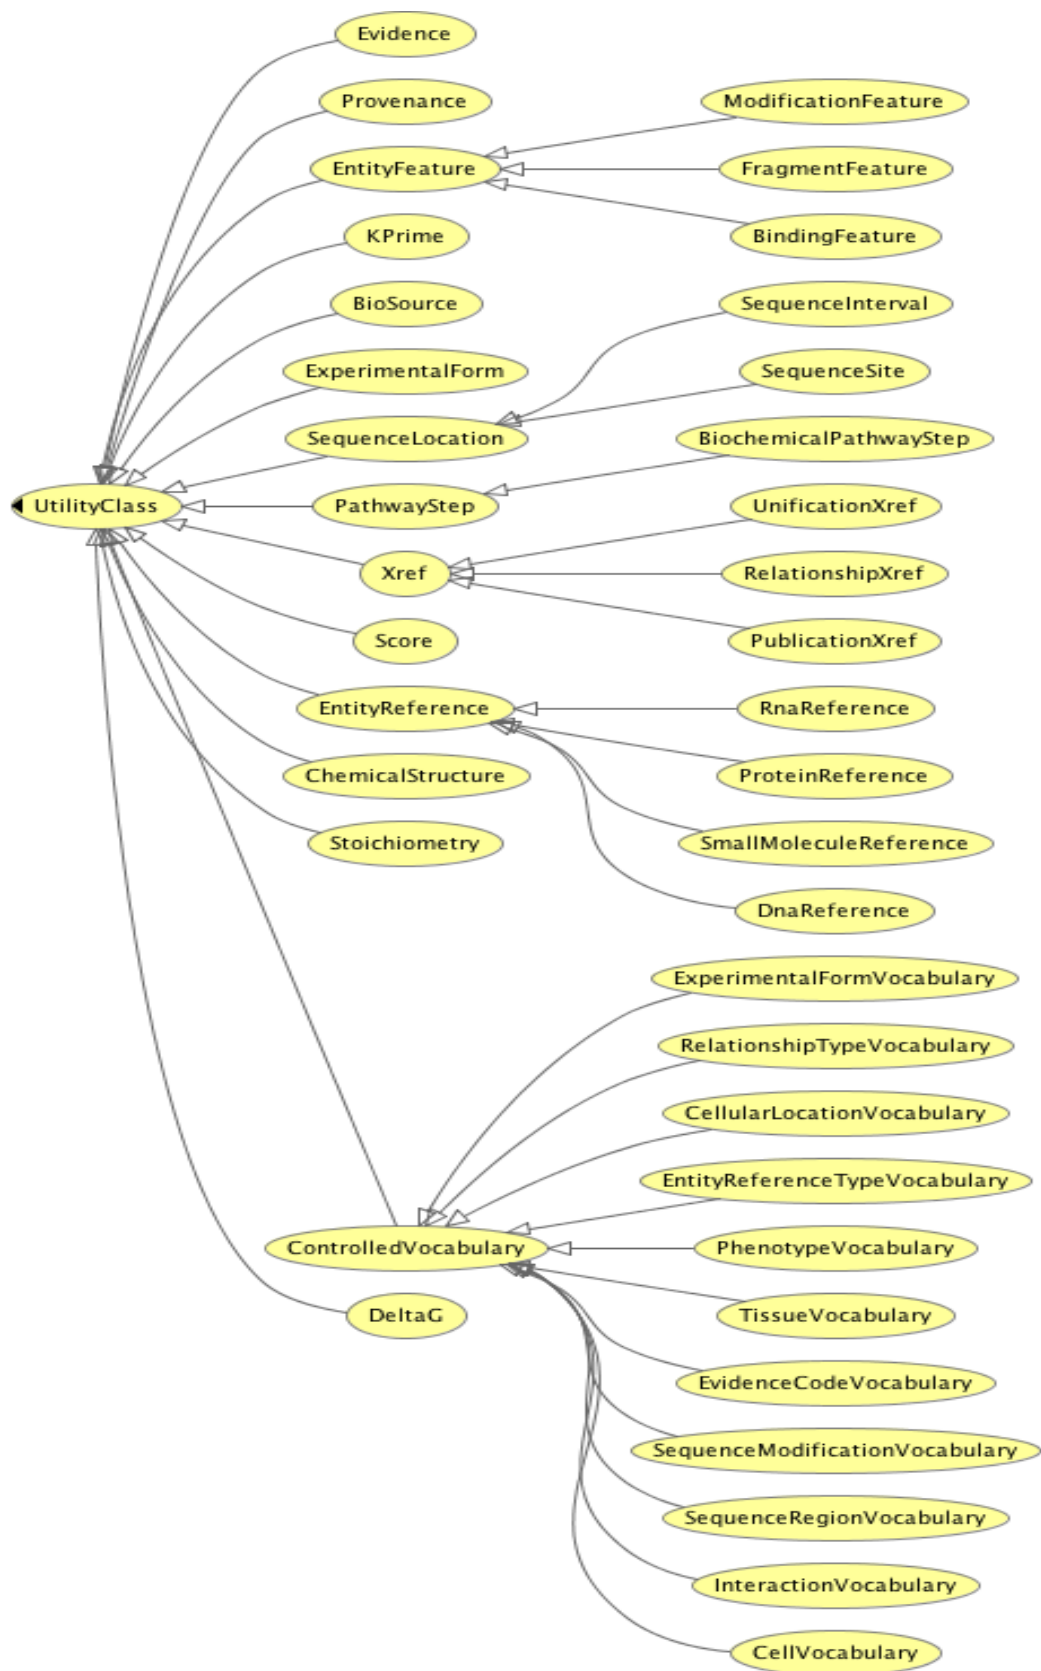 Evidence
Provenance
ModificationFeature
EntityFeature
FragmentFeature
KPrime
BindingFeature
BioSource
SequenceInterval
ExperimentalForm
SequenceSite
SequenceLocation
BiochemicalPathwayStep
UtilityClass
PathwayStep
UnificationXref
Xref
RelationshipXref
Score
PublicationXref
EntityReference
RnaReference
ChemicalStructure
ProteinReference
Stoichiometry
SmallMoleculeReference
DnaReference
ExperimentalFormVocabulary
RelationshipTypeVocabulary
CellularLocationVocabulary
EntityReferenceTypeVocabulary
ControlledVocabulary
PhenotypeVocabulary
DeltaG
TissueVocabulary
EvidenceCodeVocabulary
SequenceModificationVocabulary
SequenceRegionVocabulary
InteractionVocabulary
CellVocabulary